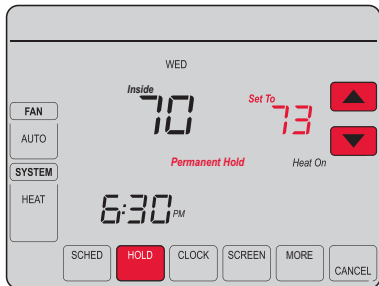 WED
Inside
70
Set To
73
FAN
AUTO
Permanent Hold
Heat On
SYSTEM
HEAT
6:30 PM
SCHED HOLD CLOCK SCREEN MORE CANCEL